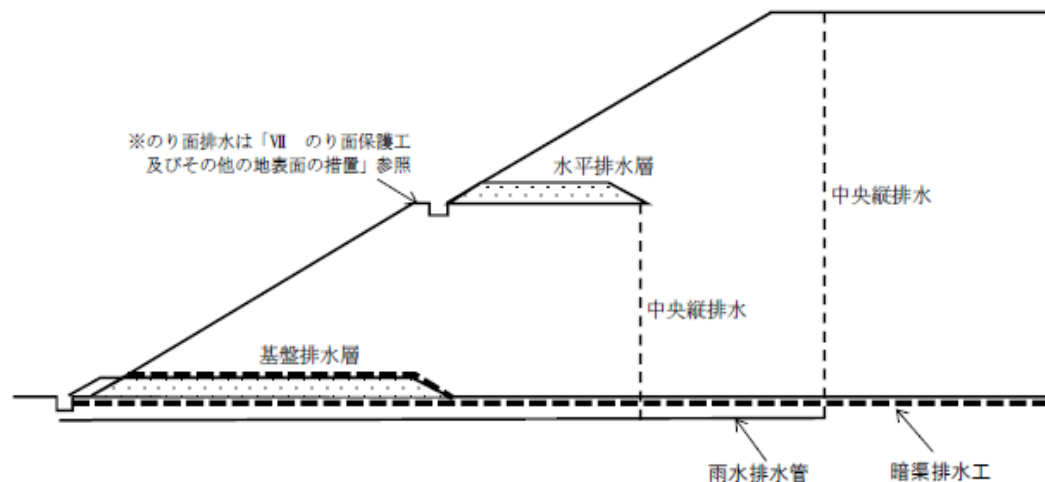 ※のり面排水は「Ⅶ　のり面保護工
及びその他の地表面の措置」参照
水平排水層
中央縦排水
中央縦排水
基盤排水層
雨水排水管
暗渠排水工